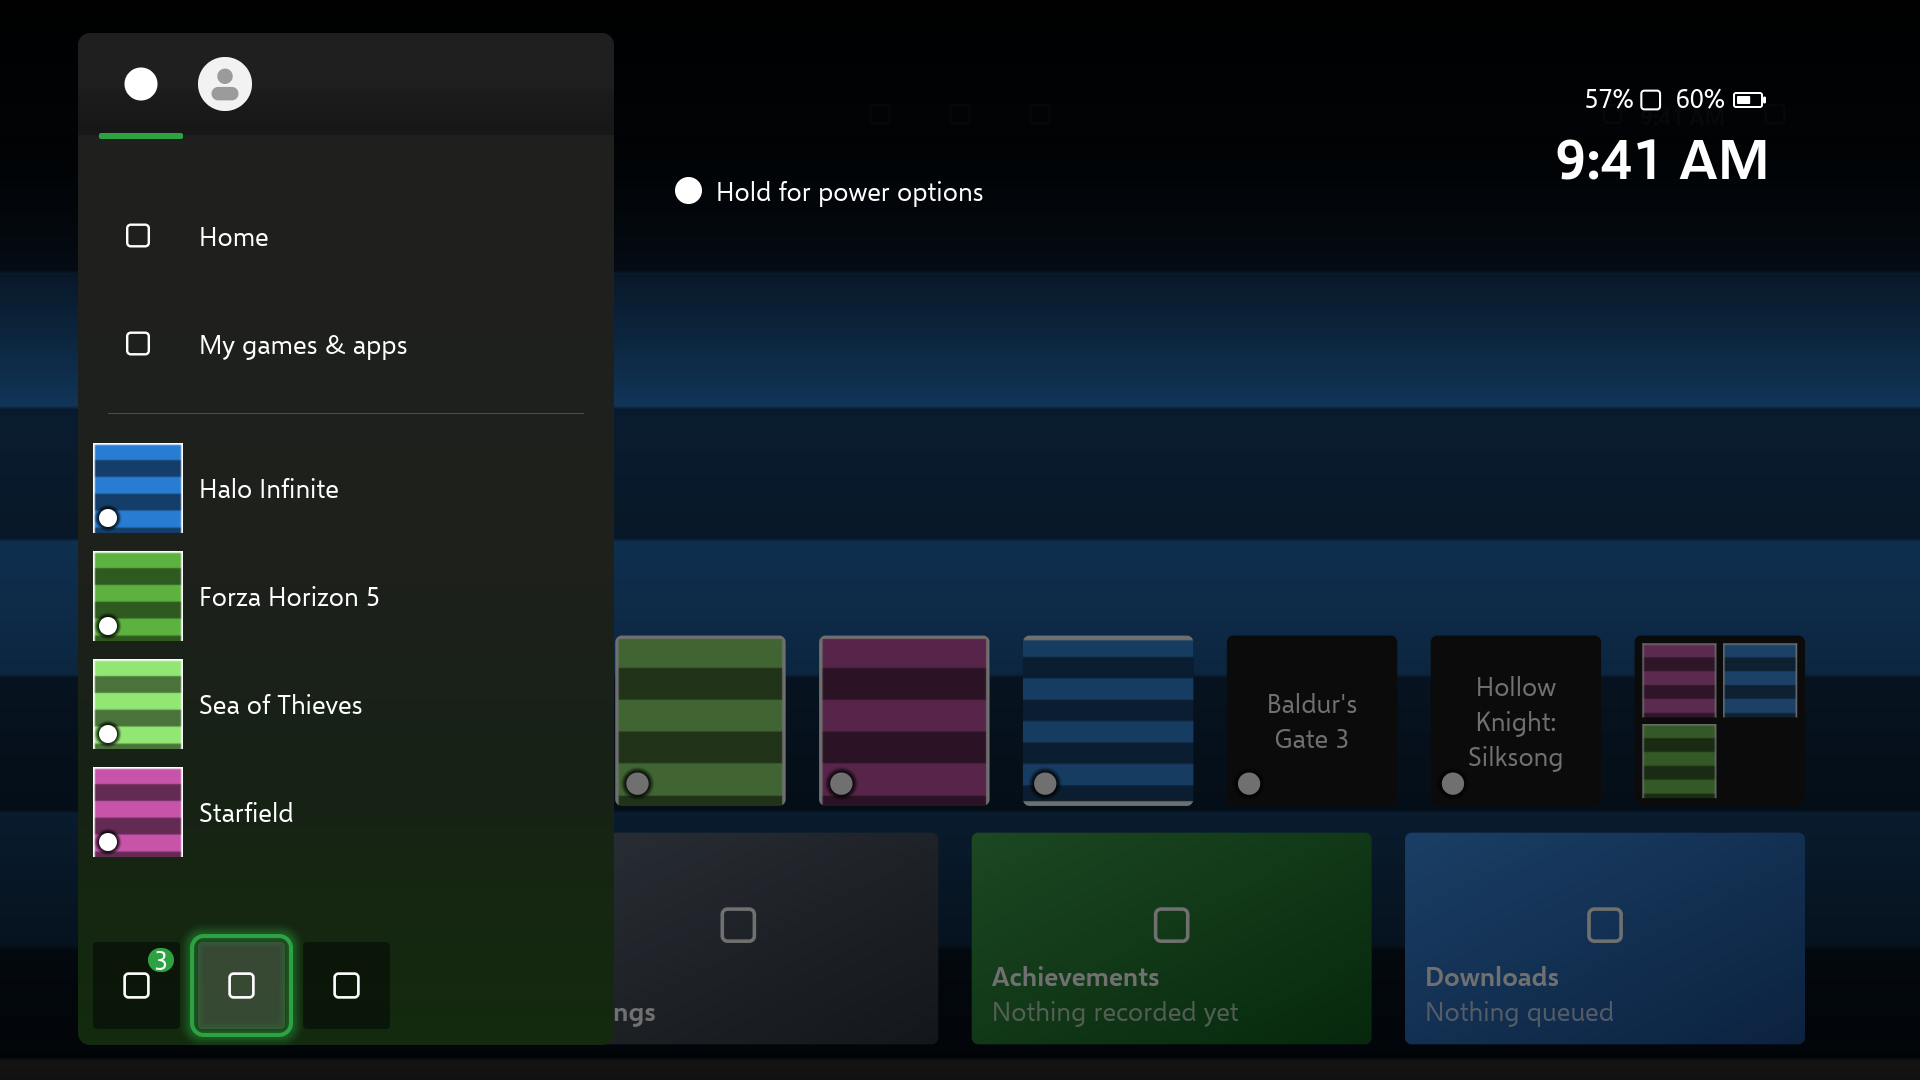 57% 60%
9:41 AM
Hold for power options
Home
My games & apps
Halo Infinite
Forza Horizon 5
Sea of Thieves
Starfield
3
Baldur's
Gate 3
Hollow
Knight:
Silksong
ngs
Achievements
Nothing recorded yet
Downloads
Nothing queued